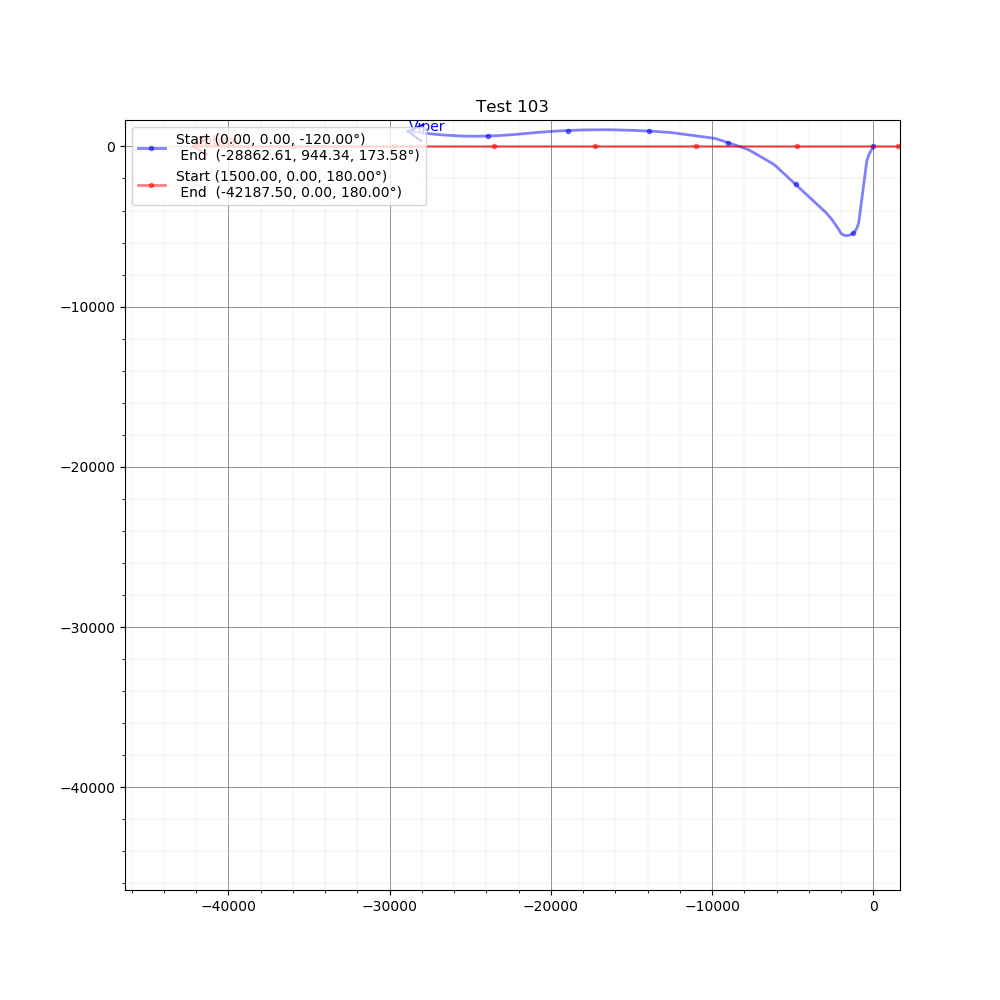 Test 103
Viper
Start (0.00, 0.00, -120.00°)
End (-28862.61, 944.34, 173.58°)
Start (1500.00, 0.00, 180.00°)
End (-42187.50, 0.00, 180.00°)
0
−10000
−20000
−30000
−40000
−40000
−30000
−20000
−10000
0